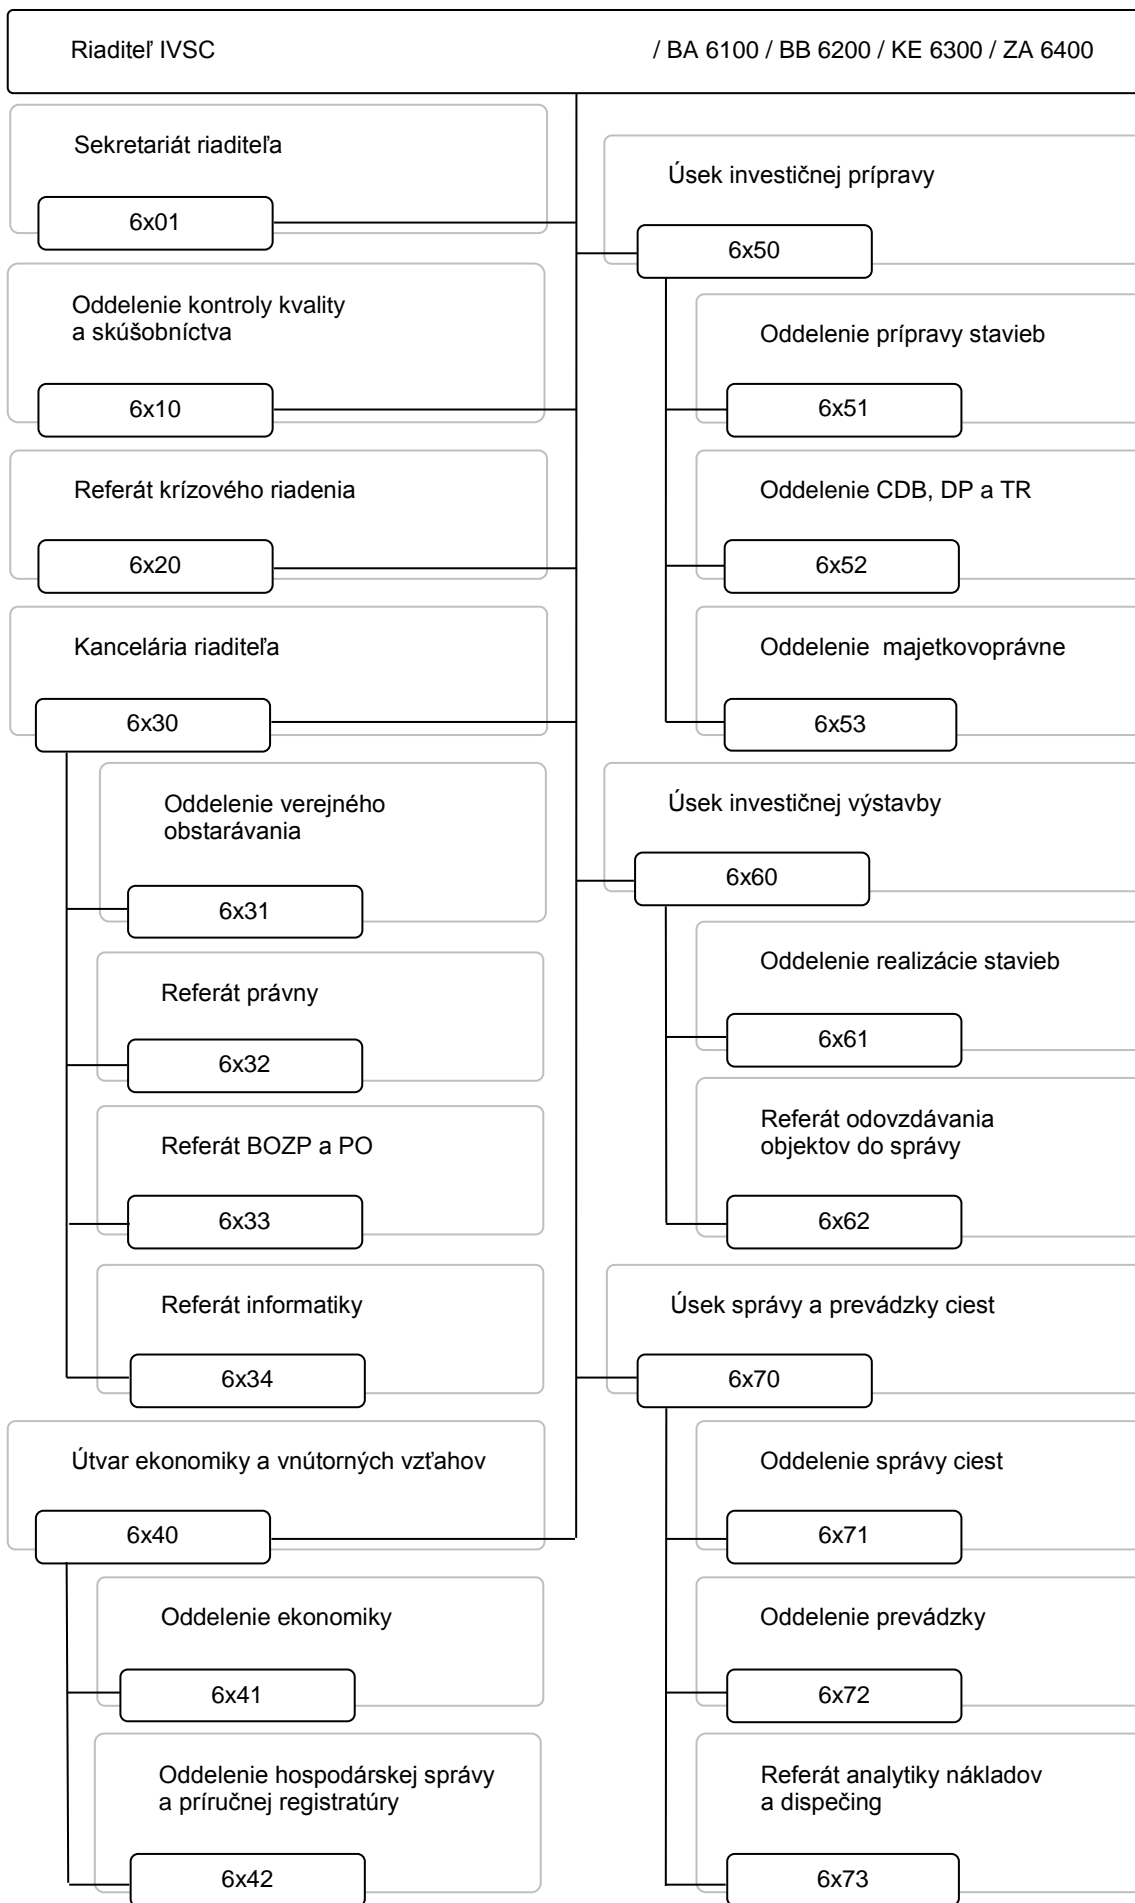 Riaditeľ IVSC / BA 6100 / BB 6200 / KE 6300 / ZA 6400
Sekretariát riaditeľa
6x01
Oddelenie kontroly kvality
a skúšobníctva
6x10
Referát krízového riadenia
6x20
Kancelária riaditeľa
6x30
Oddelenie verejného
obstarávania
6x31
Referát právny
6x32
Referát BOZP a PO
6x33
Referát informatiky
6x34
Útvar ekonomiky a vnútorných vzťahov
6x40
Oddelenie ekonomiky
6x41
Oddelenie hospodárskej správy
a príručnej registratúry
6x42
Úsek investičnej prípravy
6x50
Oddelenie prípravy stavieb
6x51
Oddelenie CDB, DP a TR
6x52
Oddelenie majetkovoprávne
6x53
Úsek investičnej výstavby
6x60
Oddelenie realizácie stavieb
6x61
Referát odovzdávania
objektov do správy
6x62
Úsek správy a prevádzky ciest
6x70
Oddelenie správy ciest
6x71
Oddelenie prevádzky
6x72
Referát analytiky nákladov
a dispečing
6x73